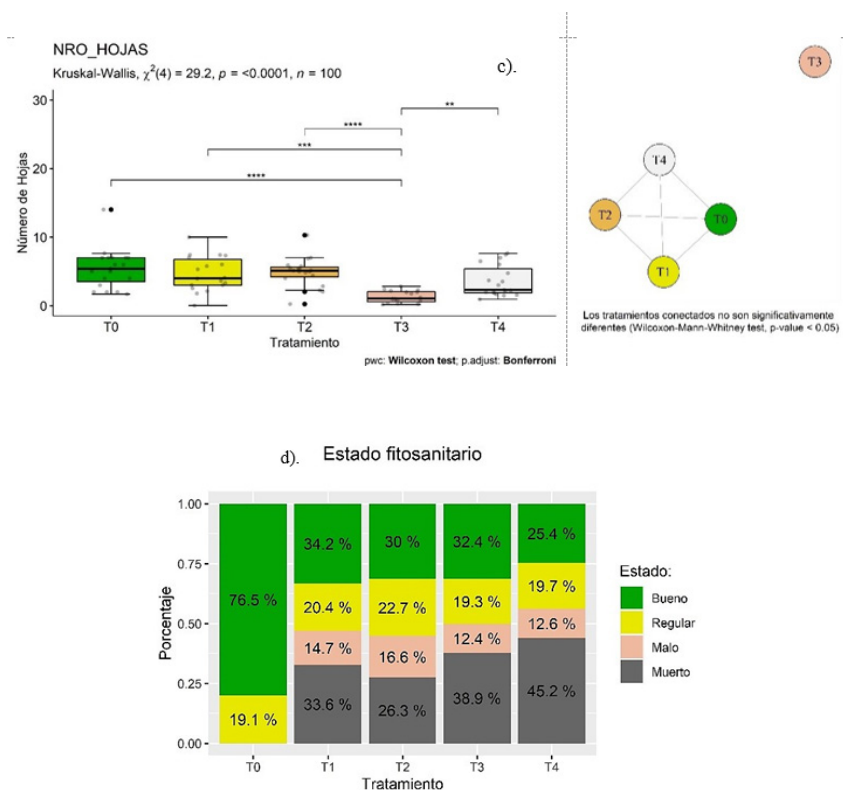 NRO_HOJAS
Kruskal-Wallis, χ²(4) = 29.2, p = <0.0001, n = 100
c).
Número de Hojas
30
20
10
0
****
***
****
**
T0
T1
T2
T3
T4
Tratamiento
pwc: Wilcoxon test; p.adjust: Bonferroni
T3
T4
T2
T0
T1
Los tratamientos conectados no son significativamente
diferentes (Wilcoxon-Mann-Whitney test, p-value < 0.05)
d). Estado fitosanitario
Porcentaje
1.00
0.75
0.50
0.25
0.00
76.5 %
19.1 %
34.2 %
20.4 %
14.7 %
33.6 %
30 %
22.7 %
16.6 %
26.3 %
32.4 %
19.3 %
12.4 %
38.9 %
25.4 %
19.7 %
12.6 %
45.2 %
T0
T1
T2
T3
T4
Tratamiento
Estado:
Bueno
Regular
Malo
Muerto